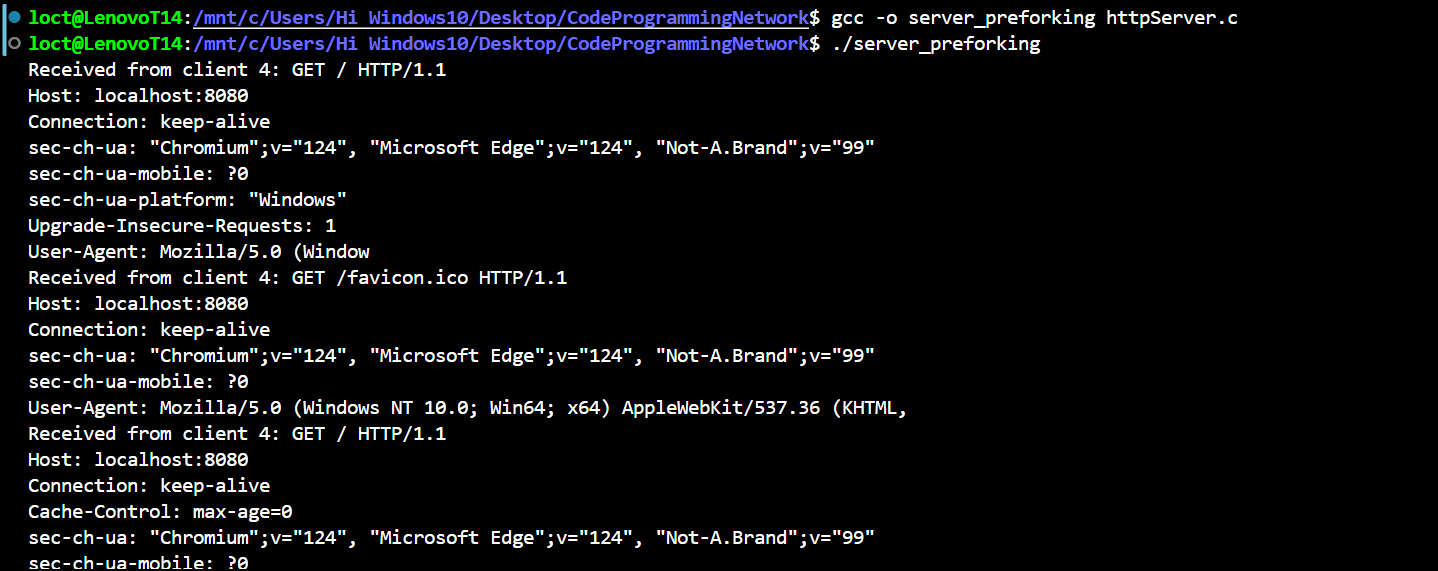 loct@LenovoT14:/mnt/c/Users/Hi Windows10/Desktop/CodeProgrammingNetwork$ gcc -o server_preforking httpServer.c
loct@LenovoT14:/mnt/c/Users/Hi Windows10/Desktop/CodeProgrammingNetwork$ ./server_preforking
Received from client 4: GET / HTTP/1.1
Host: localhost:8080
Connection: keep-alive
sec-ch-ua: "Chromium";v="124", "Microsoft Edge";v="124", "Not-A.Brand";v="99"
sec-ch-ua-mobile: ?0
sec-ch-ua-platform: "Windows"
Upgrade-Insecure-Requests: 1
User-Agent: Mozilla/5.0 (Window
Received from client 4: GET /favicon.ico HTTP/1.1
Host: localhost:8080
Connection: keep-alive
sec-ch-ua: "Chromium";v="124", "Microsoft Edge";v="124", "Not-A.Brand";v="99"
sec-ch-ua-mobile: ?0
User-Agent: Mozilla/5.0 (Windows NT 10.0; Win64; x64) AppleWebKit/537.36 (KHTML,
Received from client 4: GET / HTTP/1.1
Host: localhost:8080
Connection: keep-alive
Cache-Control: max-age=0
sec-ch-ua: "Chromium";v="124", "Microsoft Edge";v="124", "Not-A.Brand";v="99"
sec-ch-ua-mobile: ?0